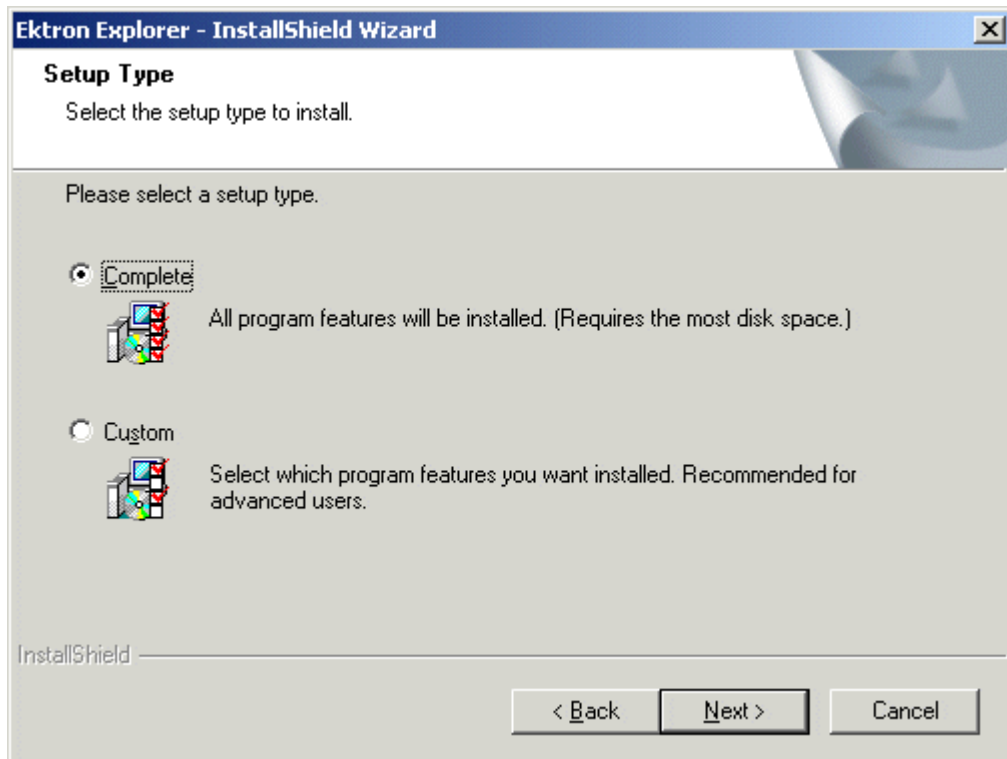 Ektron Explorer - InstallShield Wizard
Setup Type
Select the setup type to install.
Please select a setup type.
Complete
All program features will be installed. (Requires the most disk space.)
Custom
Select which program features you want installed. Recommended for
advanced users.
InstallShield
< Back Next > Cancel